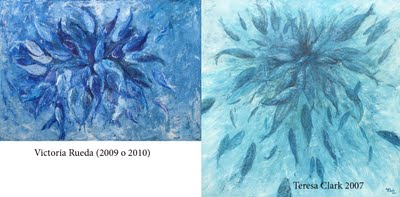 Victoria Rueda (2009 o 2010)
Teresa Clark 2007